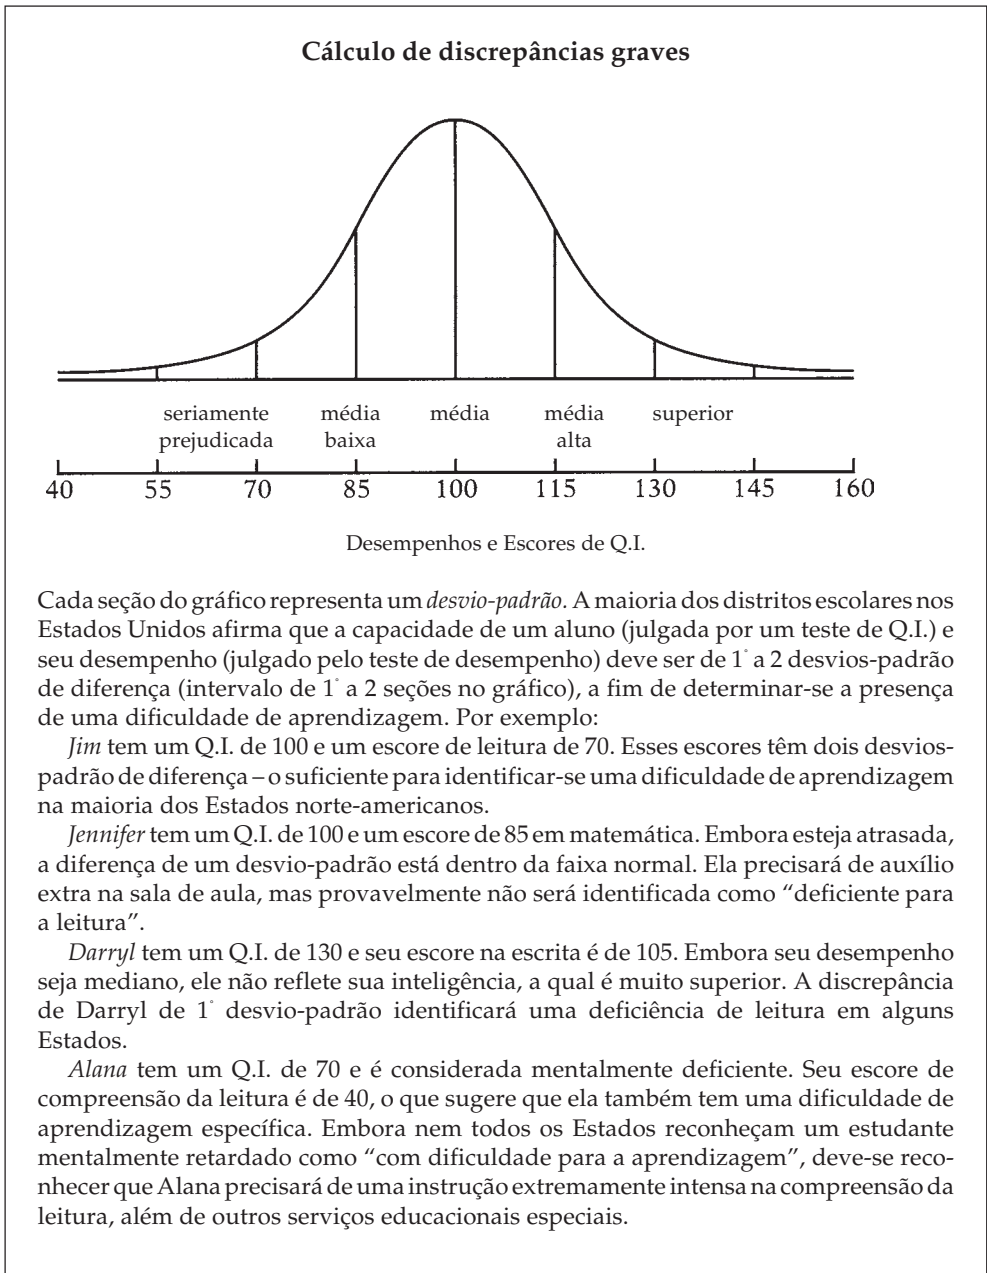 Cálculo de discrepâncias graves
seriamente média média média superior
prejudicada baixa alta
40 55 70 85 100 115 130 145 160
Desempenhos e Escores de Q.I.
Cada seção do gráfico representa um desvio-padrão. A maioria dos distritos escolares nos
Estados Unidos afirma que a capacidade de um aluno (julgada por um teste de Q.I.) e
seu desempenho (julgado pelo teste de desempenho) deve ser de 1° a 2 desvios-padrão
de diferença (intervalo de 1° a 2 seções no gráfico), a fim de determinar-se a presença
de uma dificuldade de aprendizagem. Por exemplo:
Jim tem um Q.I. de 100 e um escore de leitura de 70. Esses escores têm dois desvios-
padrão de diferença – o suficiente para identificar-se uma dificuldade de aprendizagem
na maioria dos Estados norte-americanos.
Jennifer tem um Q.I. de 100 e um escore de 85 em matemática. Embora esteja atrasada,
a diferença de um desvio-padrão está dentro da faixa normal. Ela precisará de auxílio
extra na sala de aula, mas provavelmente não será identificada como “deficiente para
a leitura”.
Darryl tem um Q.I. de 130 e seu escore na escrita é de 105. Embora seu desempenho
seja mediano, ele não reflete sua inteligência, a qual é muito superior. A discrepância
de Darryl de 1° desvio-padrão identificará uma deficiência de leitura em alguns
Estados.
Alana tem um Q.I. de 70 e é considerada mentalmente deficiente. Seu escore de
compreensão da leitura é de 40, o que sugere que ela também tem uma dificuldade de
aprendizagem específica. Embora nem todos os Estados reconheçam um estudante
mentalmente retardado como “com dificuldade para a aprendizagem”, deve-se reco-
nhecer que Alana precisará de uma instrução extremamente intensa na compreensão da
leitura, além de outros serviços educacionais especiais.